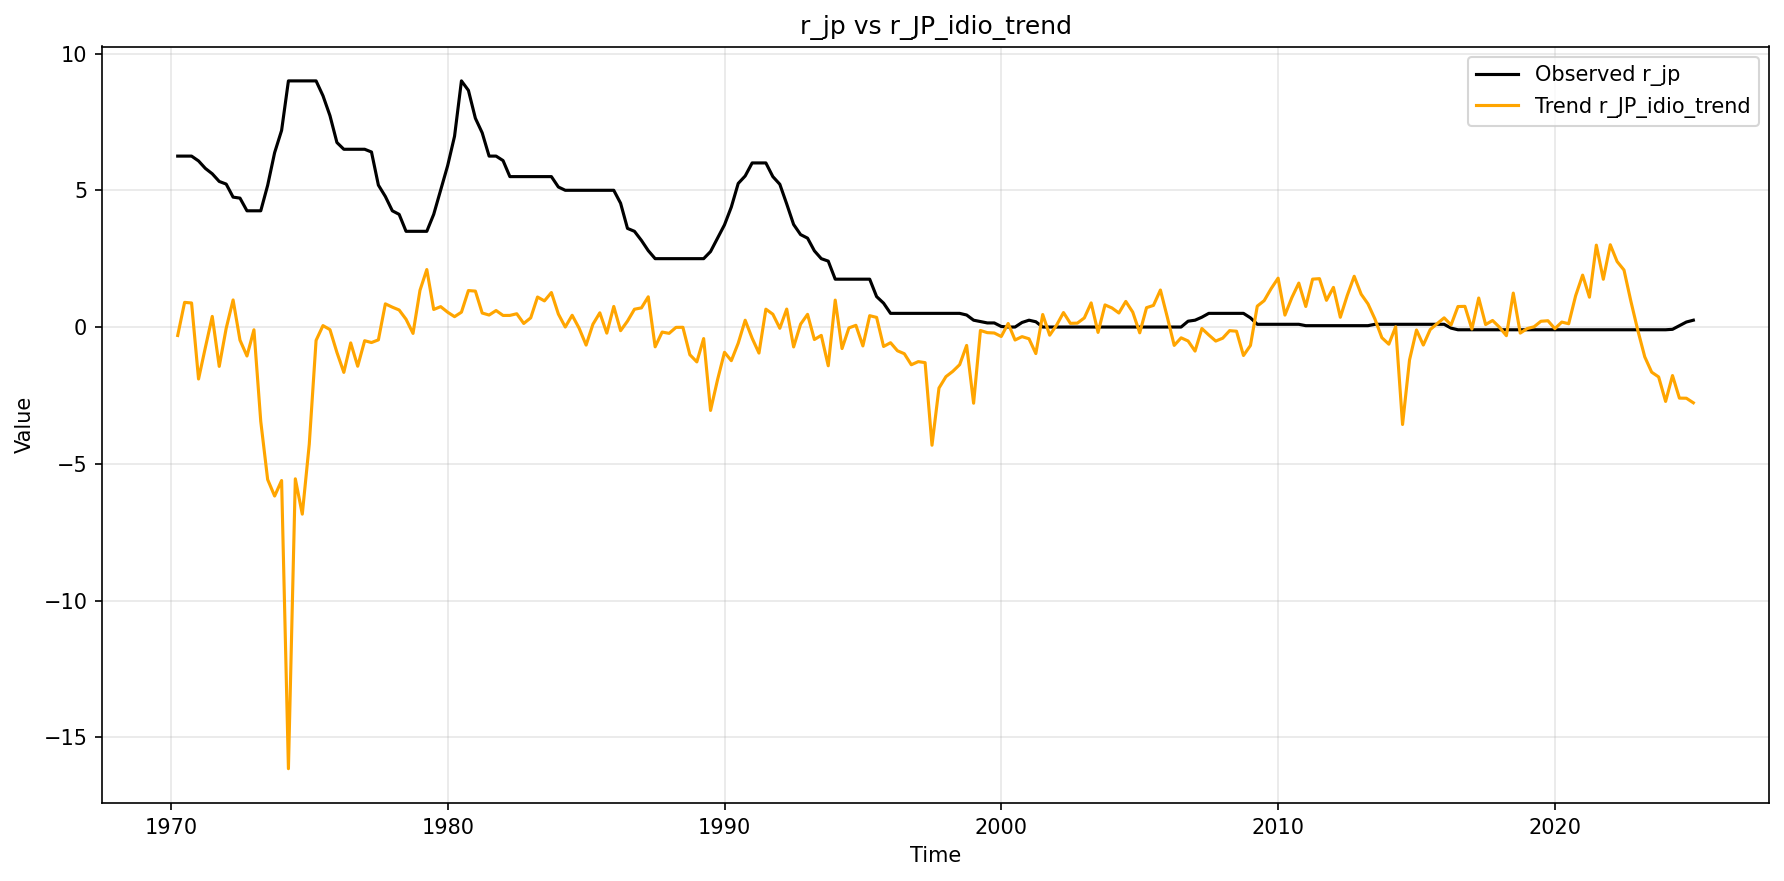 r_jp vs r_JP_idio_trend
Observed r_jp
Trend r_JP_idio_trend
Value
10
5
0
−5
−10
−15
1970 1980 1990 2000 2010 2020
Time